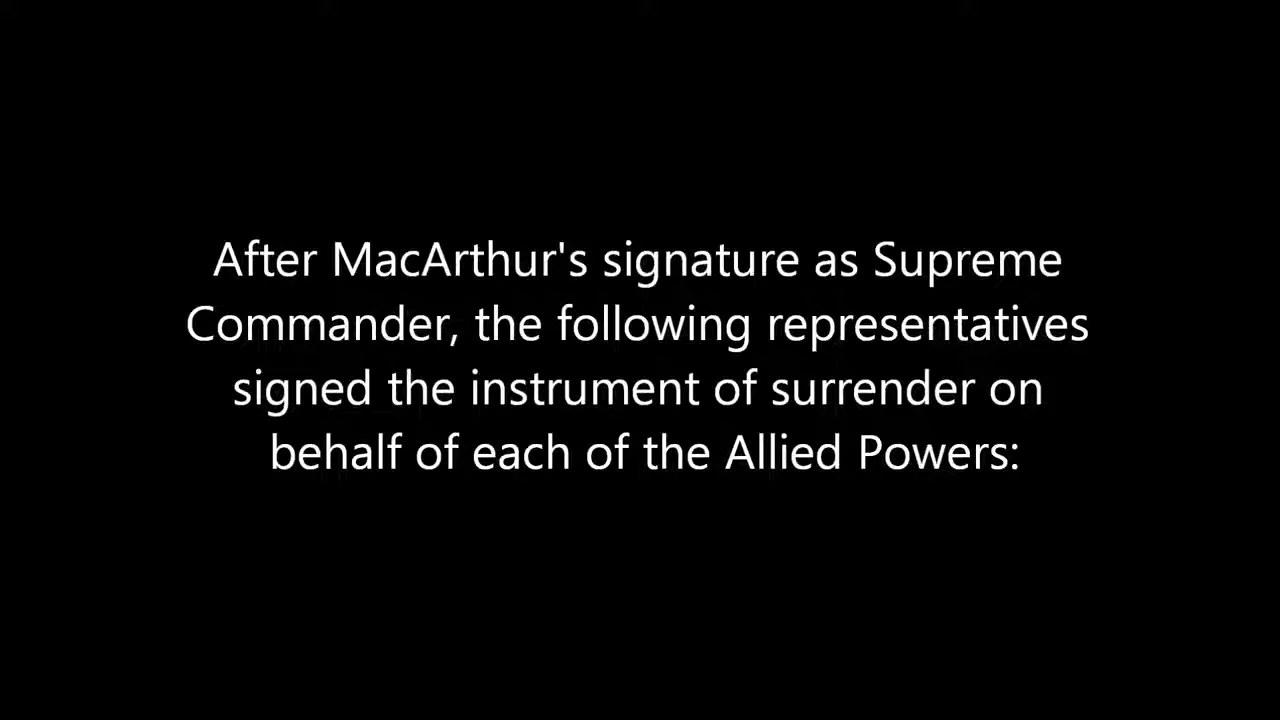 After MacArthur's signature as Supreme
Commander, the following representatives
signed the instrument of surrender on
behalf of each of the Allied Powers: